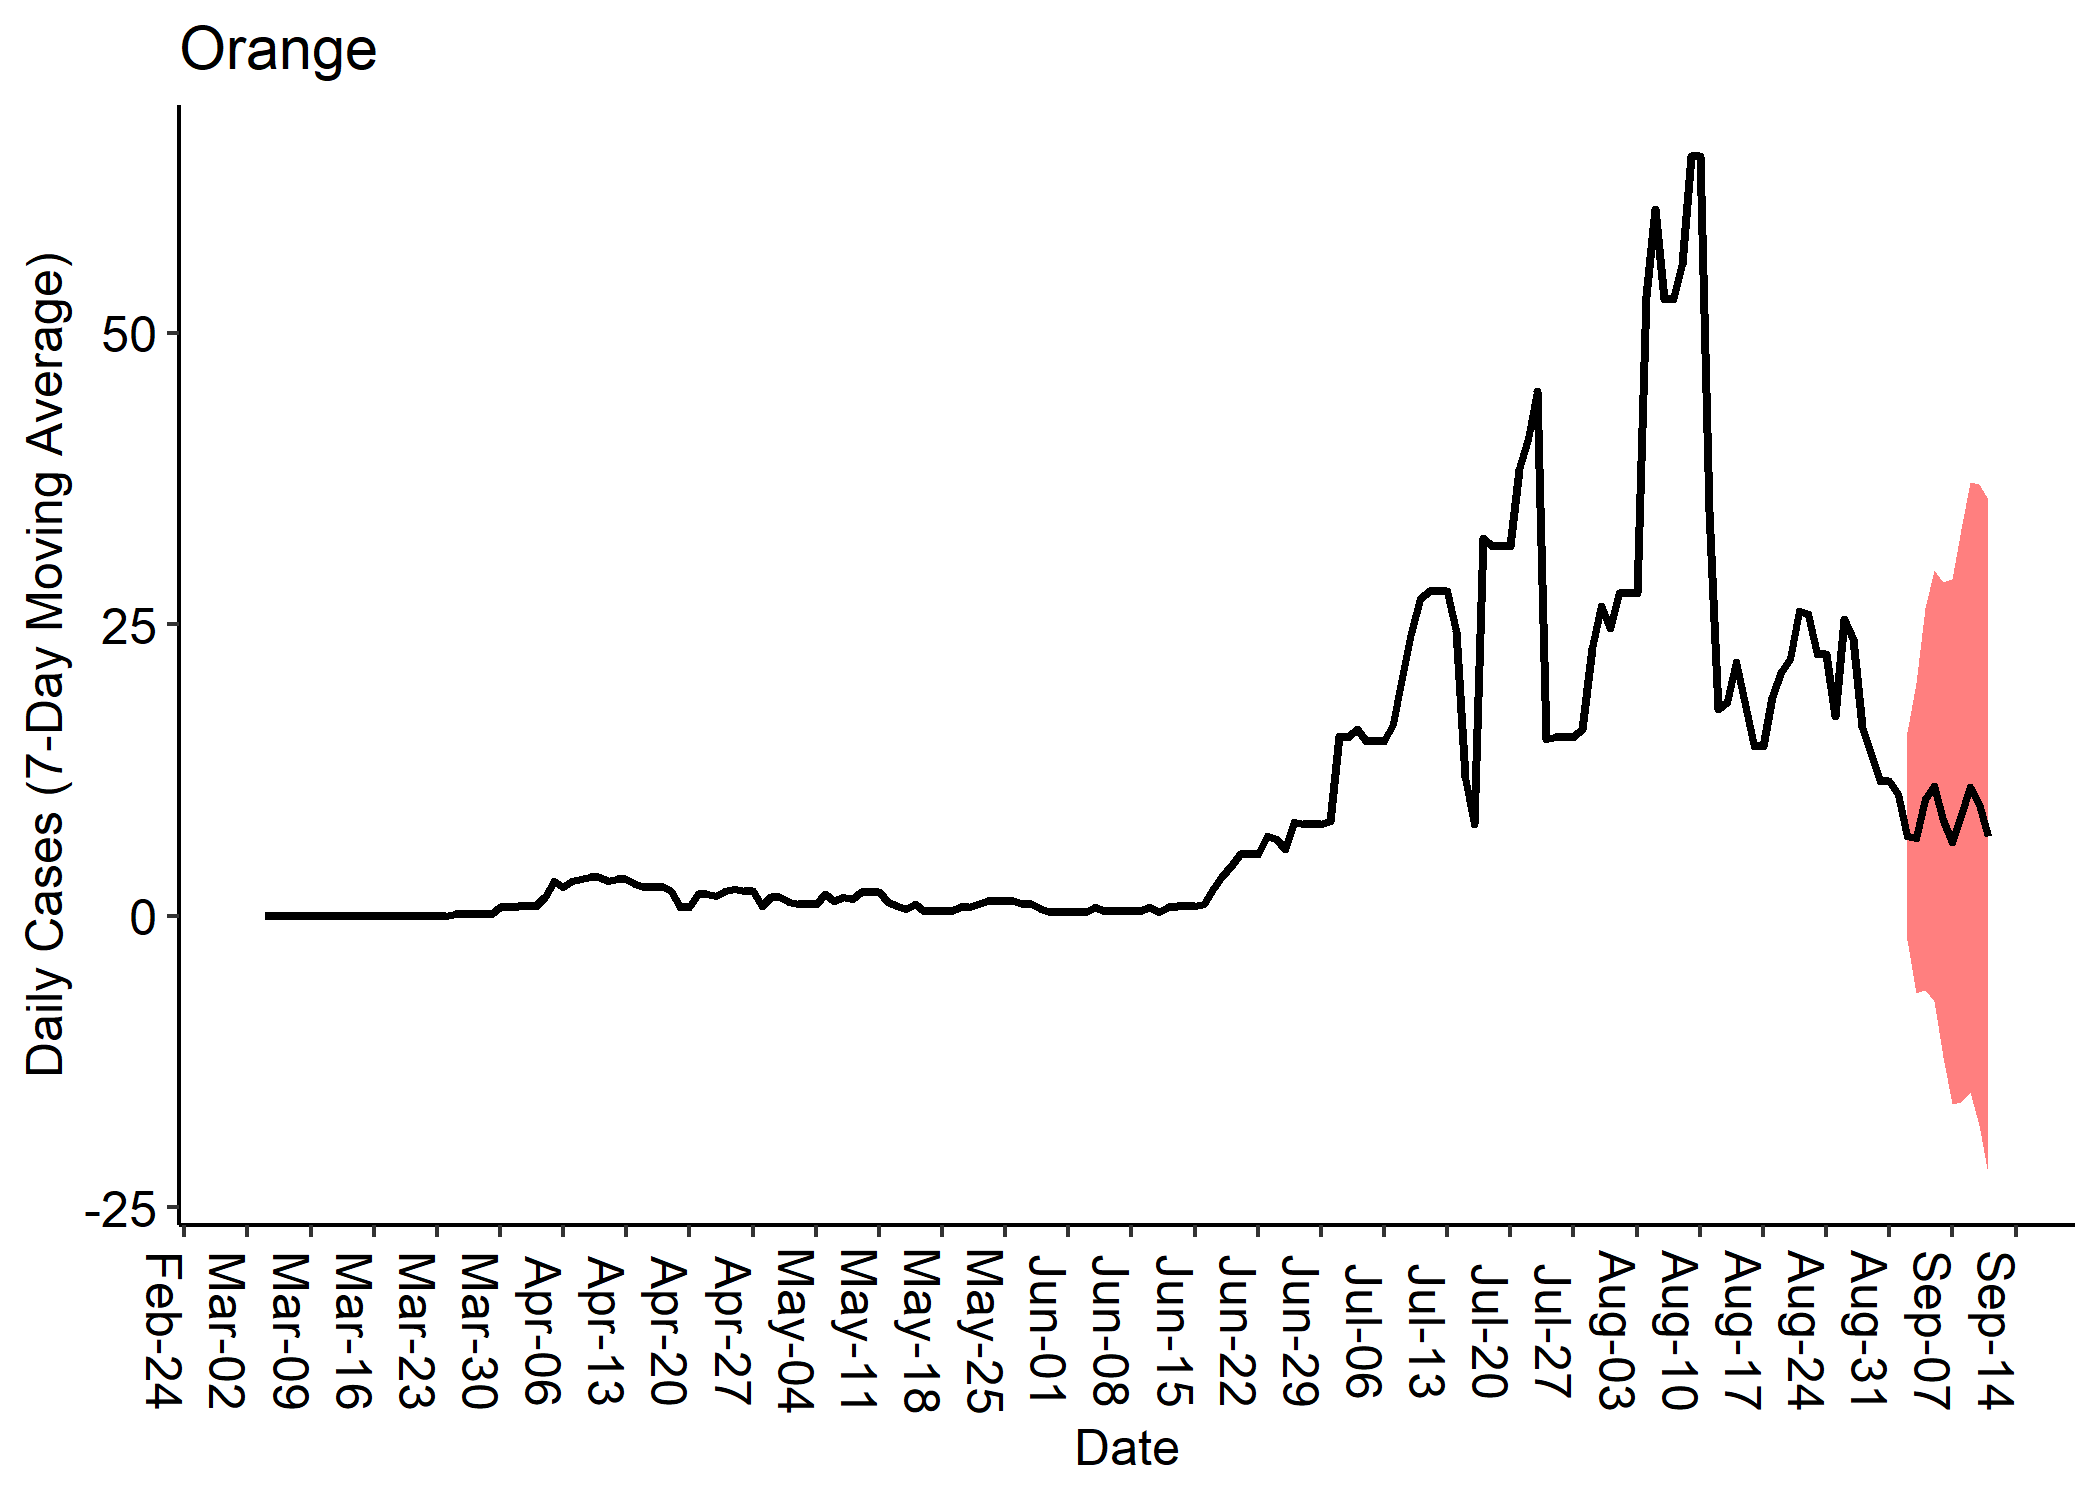 Orange
Daily Cases (7-Day Moving Average)
50
25
0
-25
Feb-24
Mar-02
Mar-09
Mar-16
Mar-23
Mar-30
Apr-06
Apr-13
Apr-20
Apr-27
May-04
May-11
May-18
May-25
Jun-01
Jun-08
Jun-15
Jun-22
Jun-29
Jul-06
Jul-13
Jul-20
Jul-27
Aug-03
Aug-10
Aug-17
Aug-24
Aug-31
Sep-07
Sep-14
Date